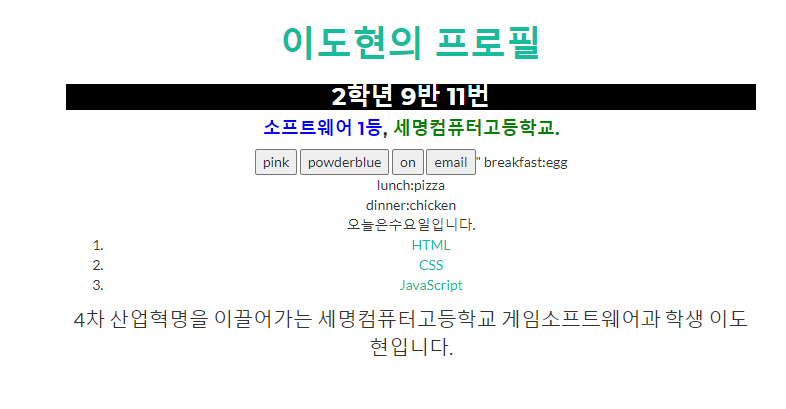 이도현의 프로필
2학년 9반 11번
소프트웨어 1등, 세명컴퓨터고등학교.
pink powderblue on email" breakfast:egg
lunch:pizza
dinner:chicken
오늘은수요일입니다.
1. HTML
2. CSS
3. JavaScript
4차 산업혁명을 이끌어가는 세명컴퓨터고등학교 게임소프트웨어과 학생 이도
현입니다.